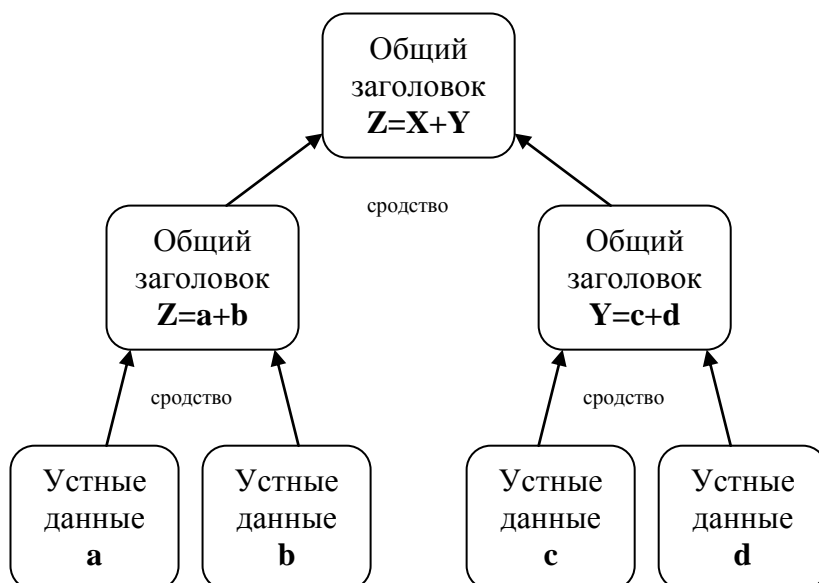 Общий
заголовок
Z=X+Y
сродство
Общий
заголовок
Z=a+b
Общий
заголовок
Y=c+d
сродство
сродство
Устные
данные
a
Устные
данные
b
Устные
данные
c
Устные
данные
d